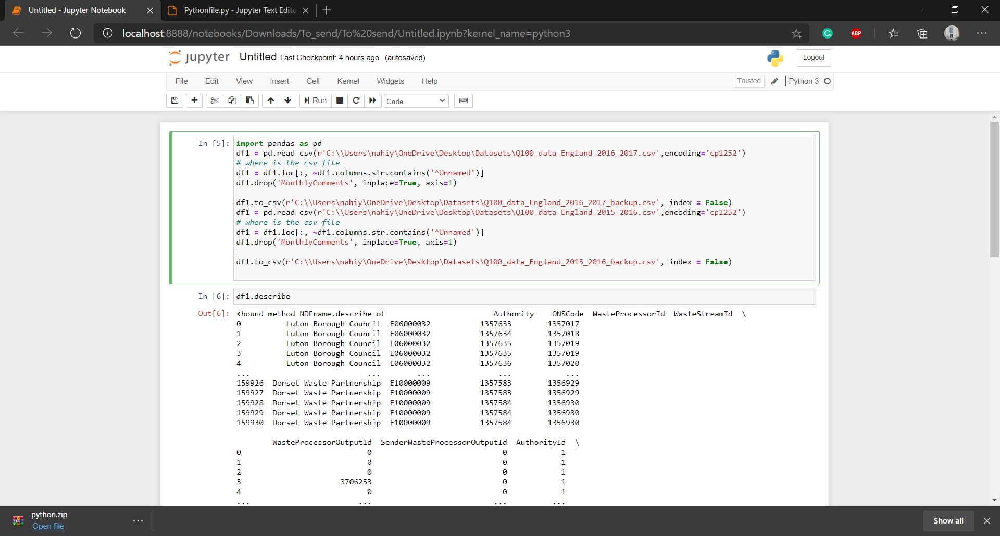 Untitled - Jupyter Notebook
Pythonfile.py - Jupyter Text Edito
localhost:8888/notebooks/Downloads/To_send/To%20send/Untitled.ipynb?kernel_name=python3
ABP
jupyter Untitled Last Checkpoint: 4 hours ago (autosaved)
Logout
File Edit View Insert Cell Kernel Widgets Help
Trusted Python 3
Run Code
In [5]: import pandas as pd
df1 = pd.read_csv(r'C:\\Users\nahiy\OneDrive\Desktop\Datasets\Q100_data_England_2016_2017.csv',encoding='cp1252')
# where is the csv file
df1 = df1.loc[:, ~df1.columns.str.contains('^Unnamed')]
df1.drop('MonthlyComments', inplace=True, axis=1)
df1.to_csv(r'C:\\Users\nahiy\OneDrive\Desktop\Datasets\Q100_data_England_2016_2017_backup.csv', index = False)
df1 = pd.read_csv(r'C:\\Users\nahiy\OneDrive\Desktop\Datasets\Q100_data_England_2015_2016.csv',encoding='cp1252')
# where is the csv file
df1 = df1.loc[:, ~df1.columns.str.contains('^Unnamed')]
df1.drop('MonthlyComments', inplace=True, axis=1)
df1.to_csv(r'C:\\Users\nahiy\OneDrive\Desktop\Datasets\Q100_data_England_2015_2016_backup.csv', index = False)
In [6]: df1.describe
Out[6]: <bound method NDFrame.describe of Authority ONSCode WasteProcessorId WasteStreamId \
0 Luton Borough Council E06000032 1357633 1357017
1 Luton Borough Council E06000032 1357634 1357018
2 Luton Borough Council E06000032 1357635 1357019
3 Luton Borough Council E06000032 1357635 1357019
4 Luton Borough Council E06000032 1357636 1357020
... ... ... ... ...
159926 Dorset Waste Partnership E10000009 1357583 1356929
159927 Dorset Waste Partnership E10000009 1357583 1356929
159928 Dorset Waste Partnership E10000009 1357584 1356930
159929 Dorset Waste Partnership E10000009 1357584 1356930
159930 Dorset Waste Partnership E10000009 1357584 1356930
WasteProcessorOutputId SenderWasteProcessorOutputId AuthorityId \
0 0 0 1
1 0 0 1
2 0 0 1
3 3706253 0 1
4 0 0 1
... ... ... ...
python.zip
Open file
Show all